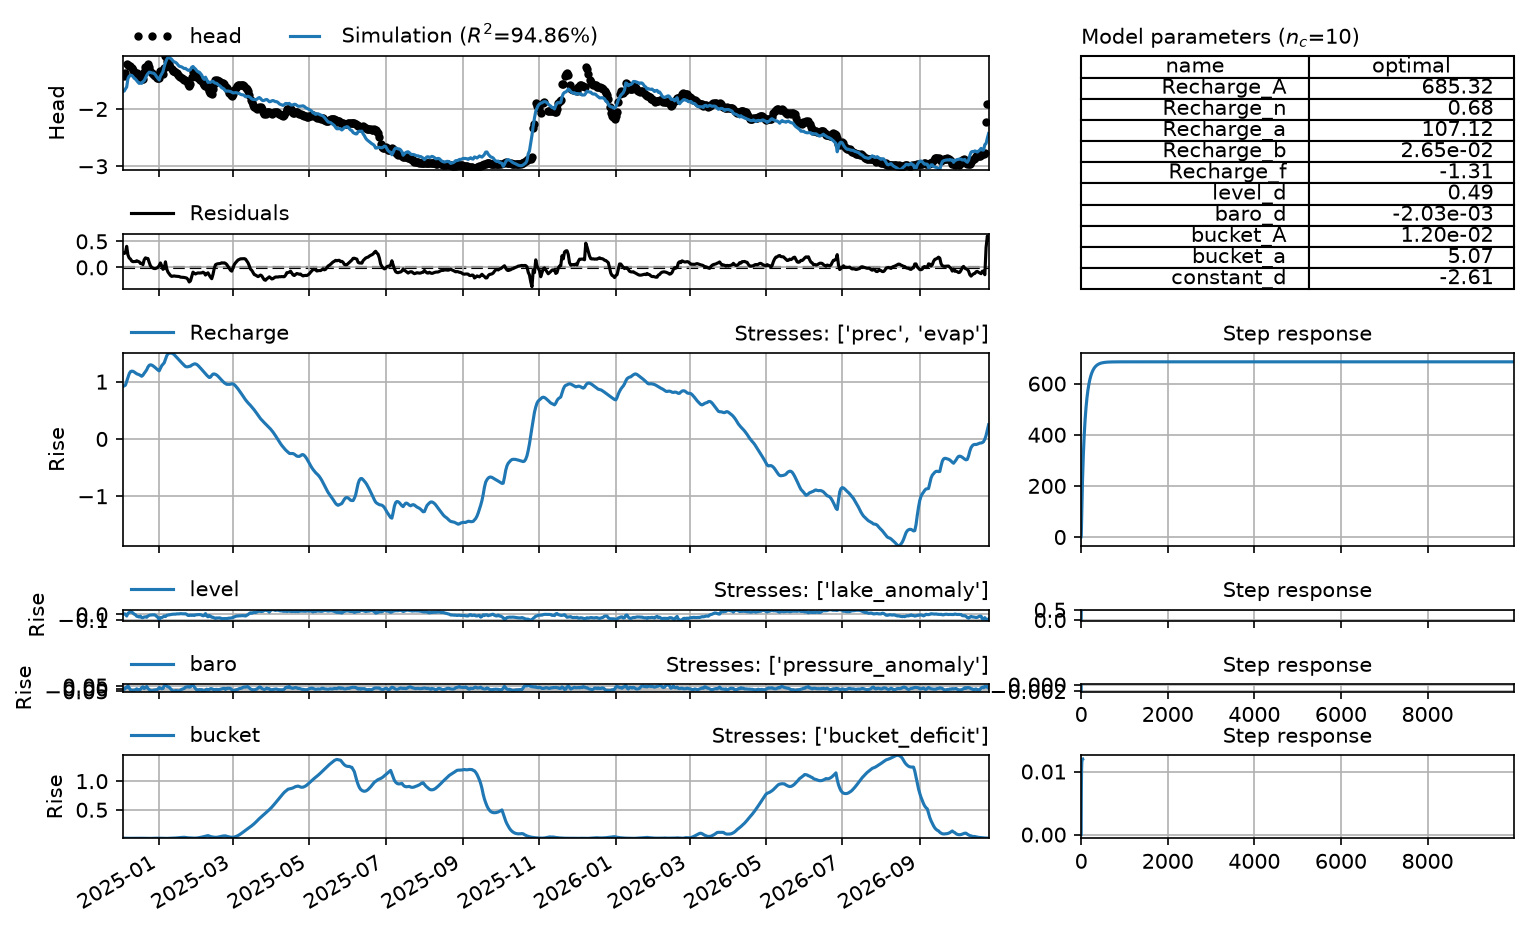 head
Simulation (R²=94.86%)
Model parameters (n_c=10)
name optimal
Recharge_A 685.32
Recharge_n 0.68
Recharge_a 107.12
Recharge_b 2.65e-02
Recharge_f -1.31
level_d 0.49
baro_d -2.03e-03
bucket_A 1.20e-02
bucket_a 5.07
constant_d -2.61
Head
−2
−3
Residuals
0.5
0.0
Recharge
Stresses: ['prec', 'evap']
Step response
Rise
1
0
−1
600
400
200
0
level
Stresses: ['lake_anomaly']
Step response
Rise
0.0
−0.1
0.5
0.0
baro
Stresses: ['pressure_anomaly']
Step response
Rise
0.05
−0.05
0.000
−0.002
0 2000 4000 6000 8000
bucket
Stresses: ['bucket_deficit']
Step response
Rise
1.0
0.5
0.01
0.00
0 2000 4000 6000 8000
2025-01 2025-03 2025-05 2025-07 2025-09 2025-11 2026-01 2026-03 2026-05 2026-07 2026-09